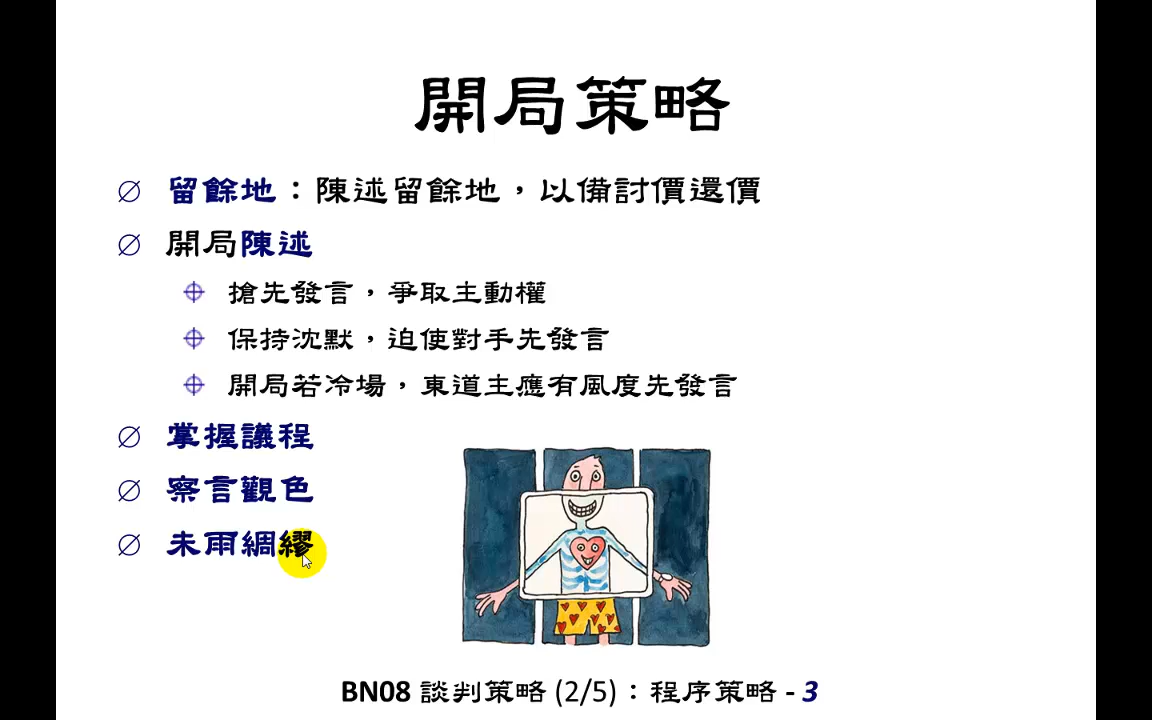 開局策略
留餘地：陳述留餘地，以備討價還價
開局陳述
搶先發言，爭取主動權
保持沈默，迫使對手先發言
開局若冷場，東道主應有風度先發言
掌握議程
察言觀色
未雨綢繆
BN08 談判策略 (2/5)：程序策略 - 3